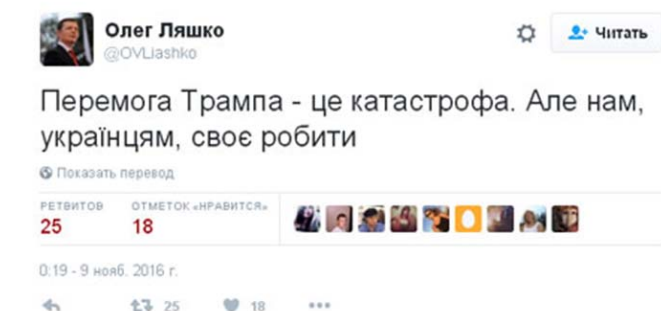 Олег Ляшко
@OVLiashko
Читать
Перемога Трампа - це катастрофа. Але нам,
українцям, своє робити
Показать перевод
РЕТВИТОВ
25
ОТМЕТОК «НРАВИТСЯ»
18
0:19 - 9 нояб. 2016 г.
25
18